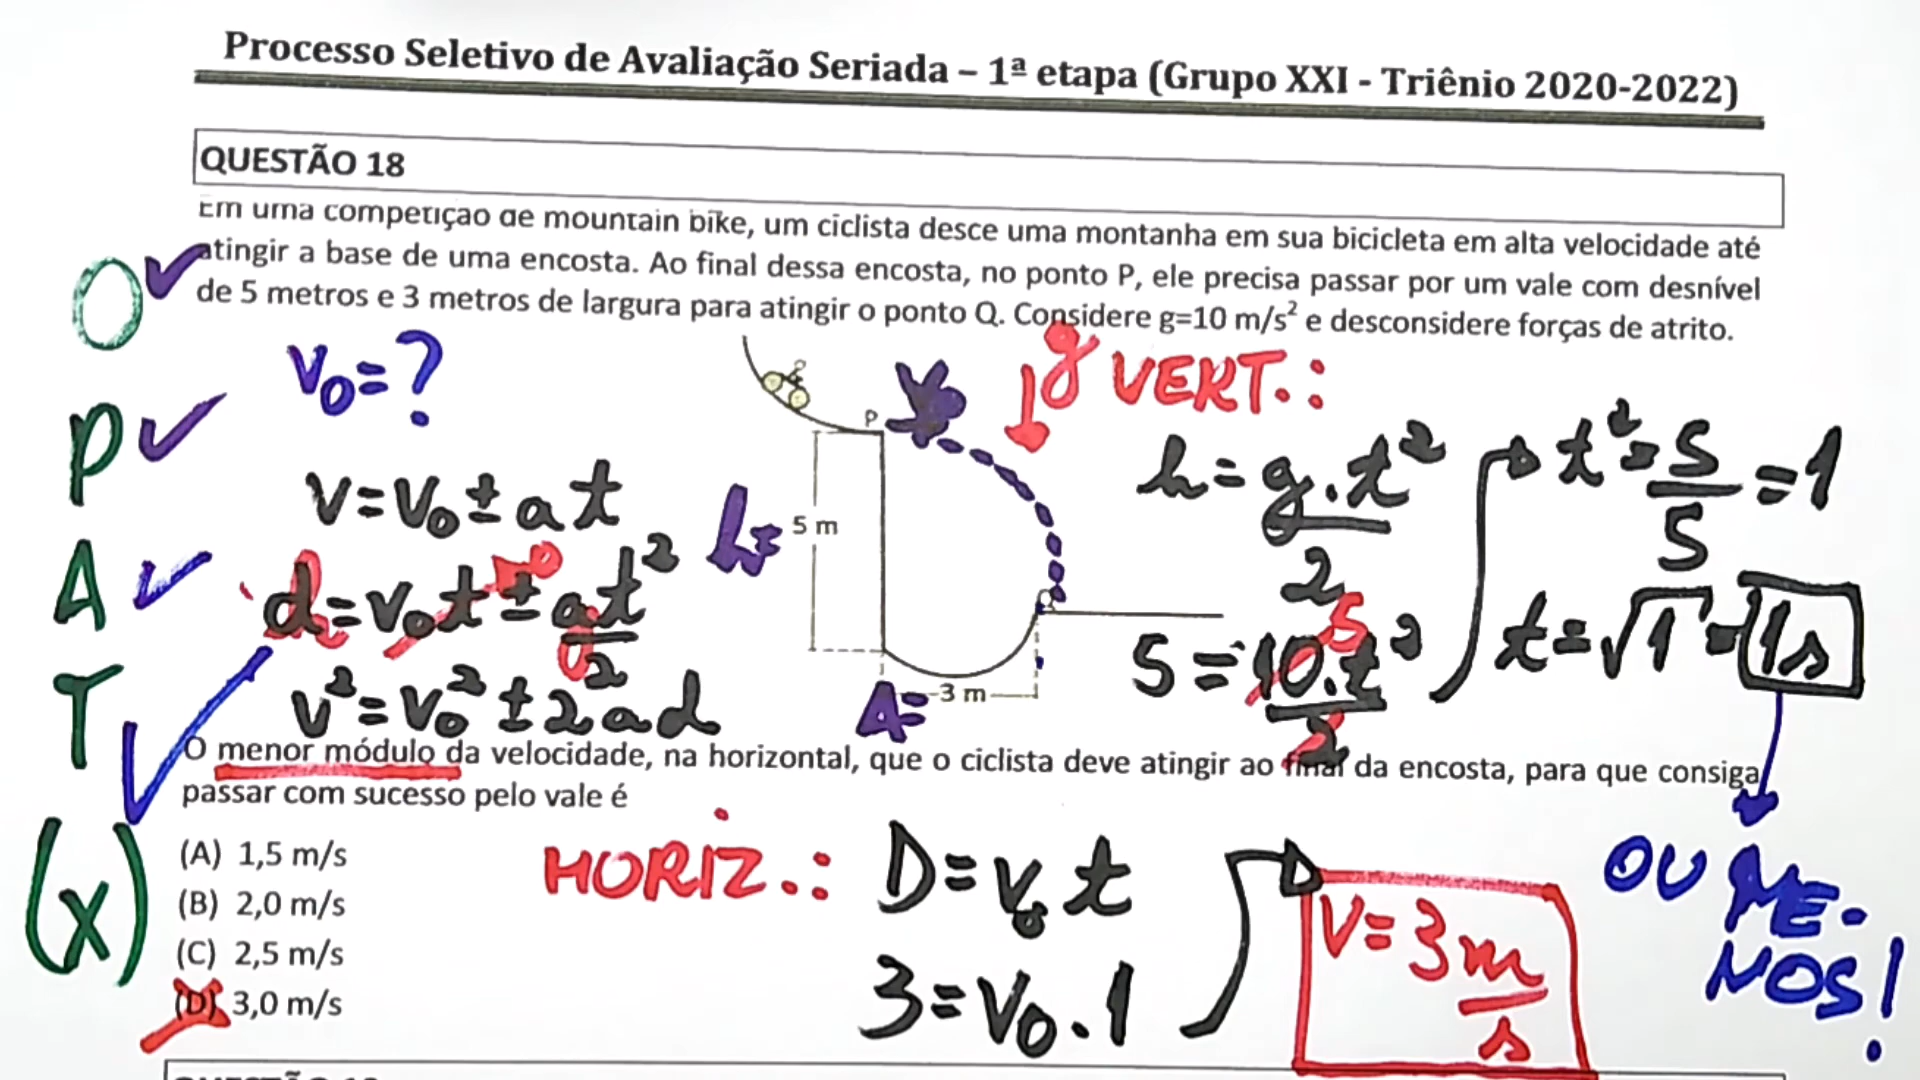 Processo Seletivo de Avaliação Seriada – 1ª etapa (Grupo XXI - Triênio 2020-2022)
QUESTÃO 18
Em uma competição de mountain bike, um ciclista desce uma montanha em sua bicicleta em alta velocidade até
atingir a base de uma encosta. Ao final dessa encosta, no ponto P, ele precisa passar por um vale com desnível
de 5 metros e 3 metros de largura para atingir o ponto Q. Considere g=10 m/s² e desconsidere forças de atrito.
O
P
A
T
(X)
V₀=?
V=V₀±at
d=V₀t±at²/2
V²=V₀²±2ad
P
h=
5 m
A=
3 m
g VERT.:
h=g.t²/2
5=10.t²/2
5
t²=5/5=1
t=√1=1s
O menor módulo da velocidade, na horizontal, que o ciclista deve atingir ao final da encosta, para que consiga
passar com sucesso pelo vale é
(A) 1,5 m/s
(B) 2,0 m/s
(C) 2,5 m/s
(D) 3,0 m/s
HORIZ.:
D=V₀t
3=V₀.1
V=3m/s
OU ME-
NOS!